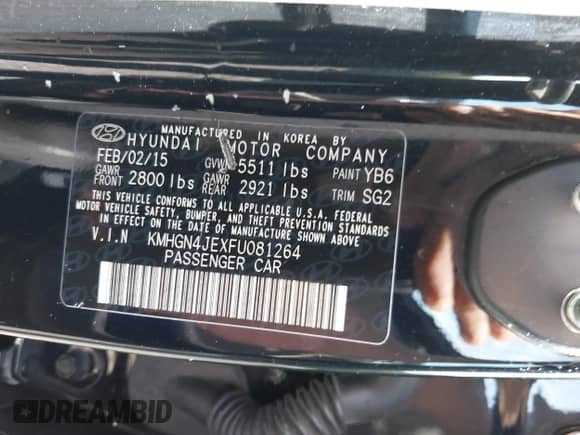 MANUFACTURED IN KOREA BY
HYUNDAI MOTOR COMPANY
FEB/02/15 GVWR 5511 lbs PAINT YB6
GAWR FRONT 2800 lbs GAWR REAR 2921 lbs TRIM SG2
THIS VEHICLE CONFORMS TO ALL APPLICABLE U.S.A. FEDERAL
MOTOR VEHICLE SAFETY, BUMPER, AND THEFT PREVENTION STANDARDS
IN EFFECT ON THE DATE OF MANUFACTURE SHOWN ABOVE.
V.I.N KMHGN4JEXFU081264
PASSENGER CAR
DREAMBID